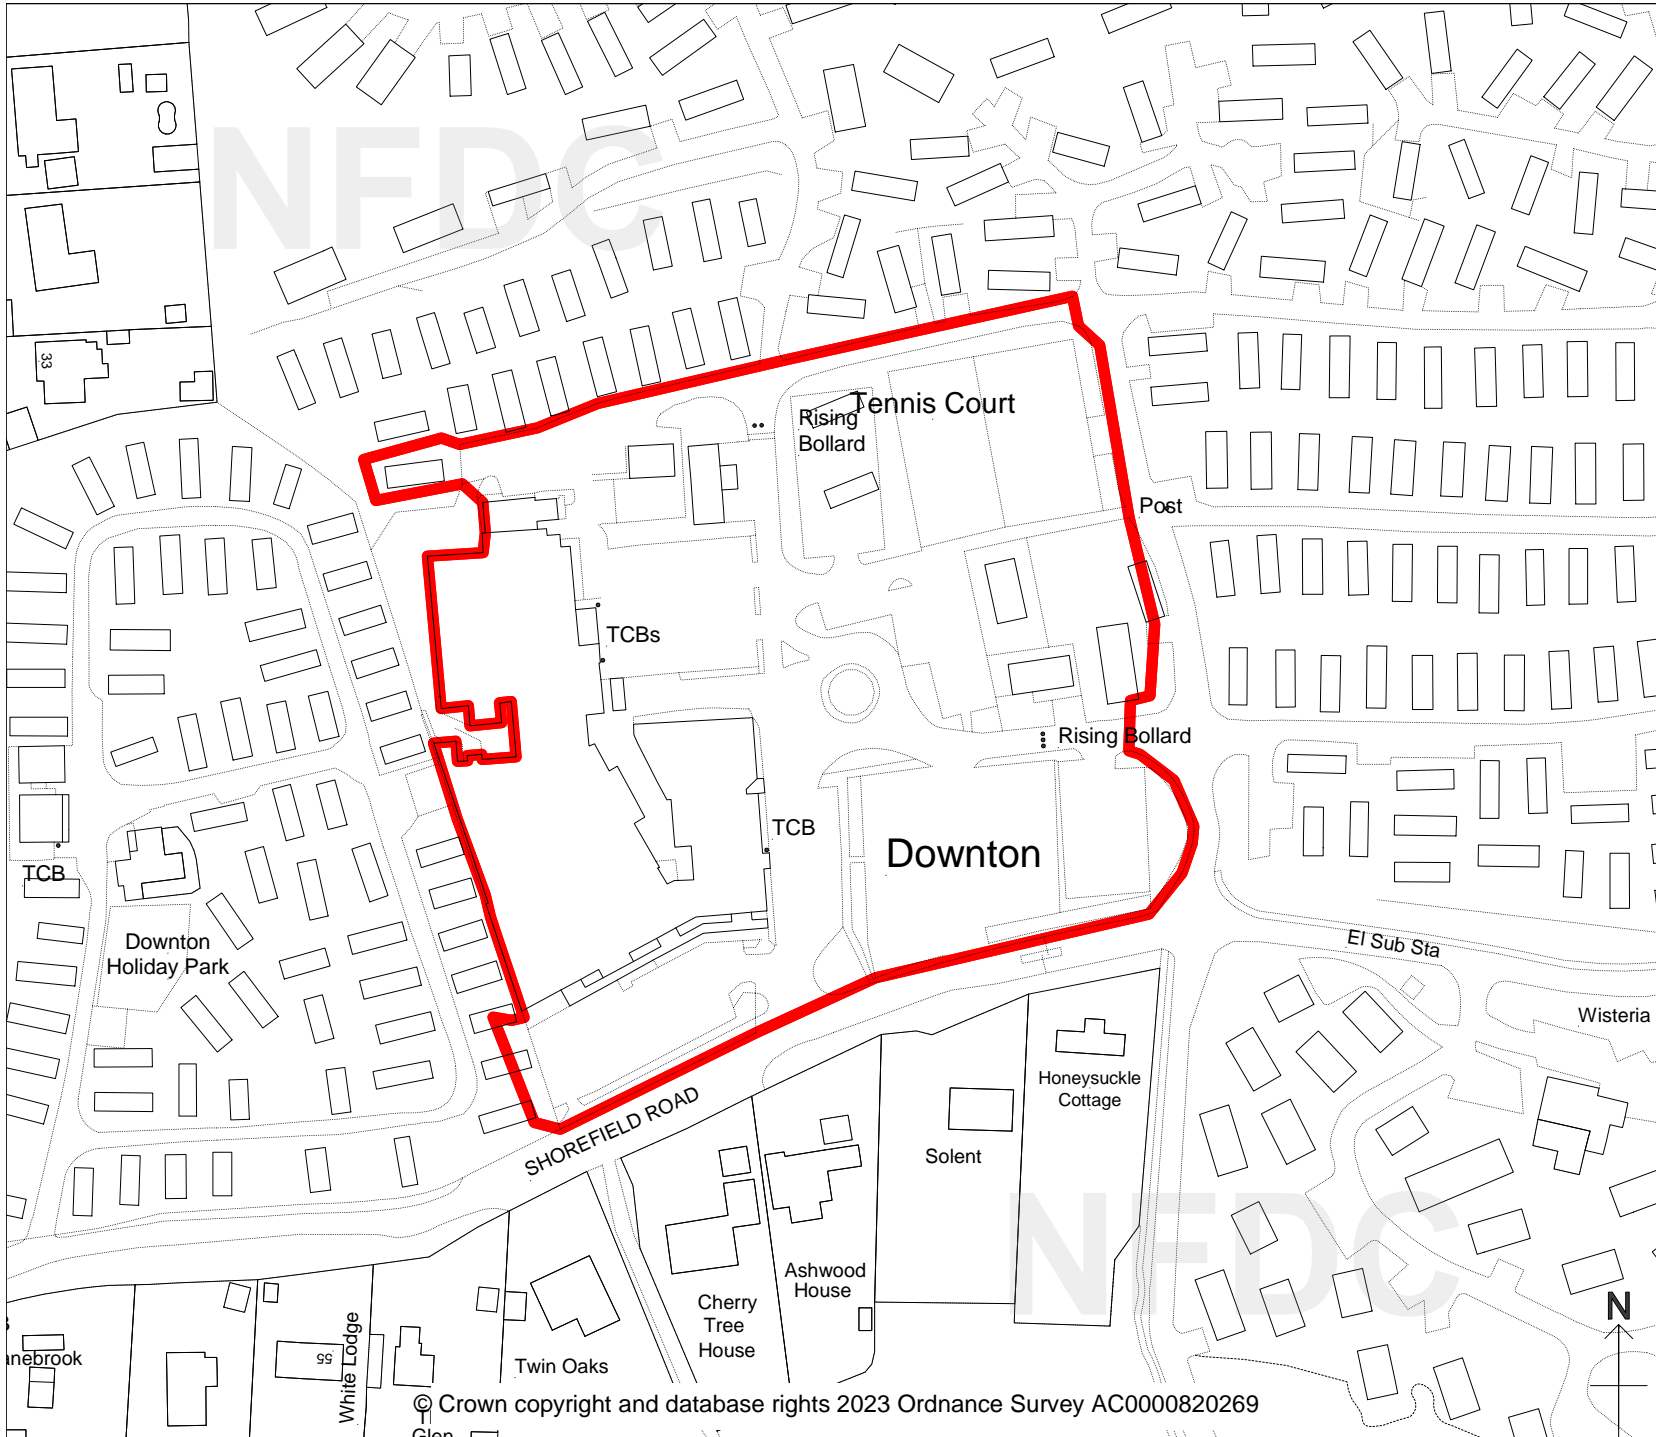 NFDC
33
Tennis Court
Rising
Bollard
Post
TCBs
Rising Bollard
TCB
Downton
TCB
Downton
Holiday Park
El Sub Sta
Wisteria
Honeysuckle
Cottage
SHOREFIELD ROAD
Solent
NFDC
Ashwood
House
Cherry
Tree
House
N
anebrook
55
White Lodge
Twin Oaks
© Crown copyright and database rights 2023 Ordnance Survey AC0000820269
Glen